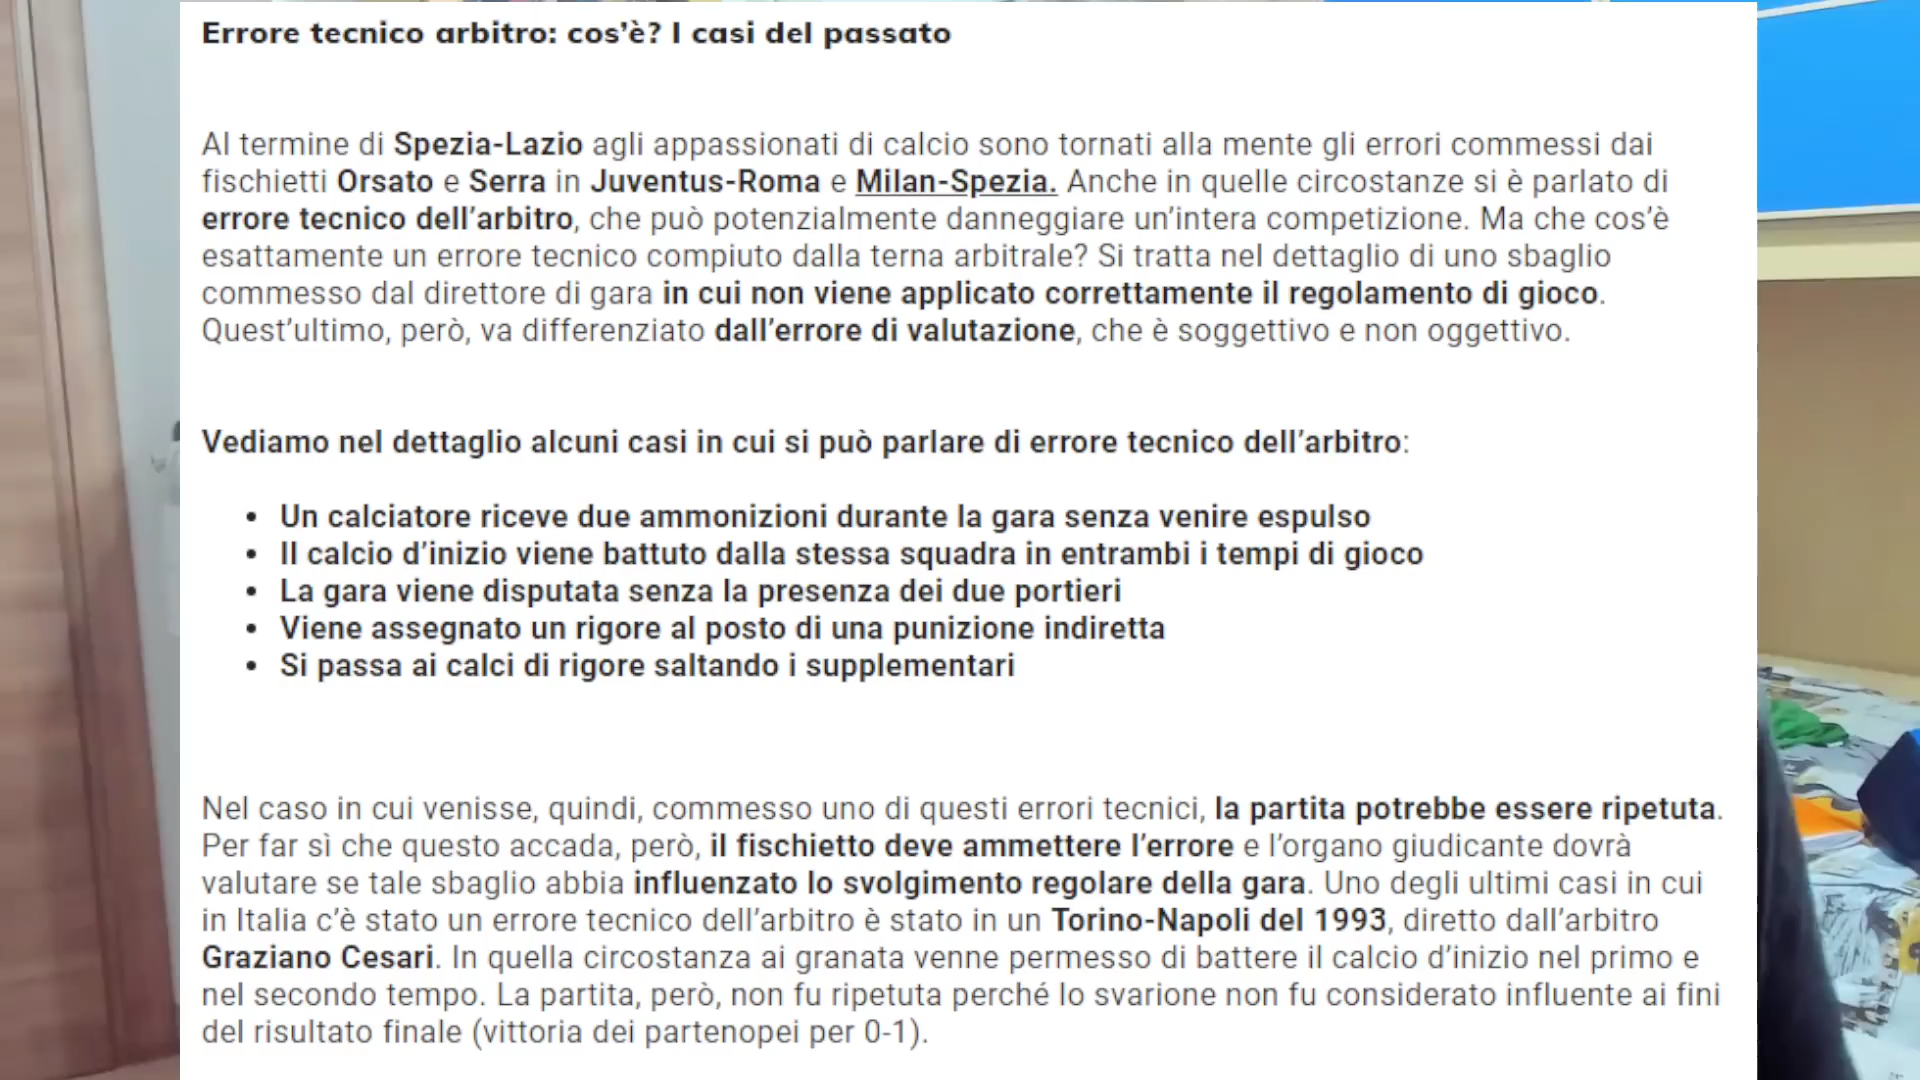 Errore tecnico arbitro: cos’è? I casi del passato
Al termine di Spezia-Lazio agli appassionati di calcio sono tornati alla mente gli errori commessi dai
fischietti Orsato e Serra in Juventus-Roma e Milan-Spezia. Anche in quelle circostanze si è parlato di
errore tecnico dell’arbitro, che può potenzialmente danneggiare un’intera competizione. Ma che cos’è
esattamente un errore tecnico compiuto dalla terna arbitrale? Si tratta nel dettaglio di uno sbaglio
commesso dal direttore di gara in cui non viene applicato correttamente il regolamento di gioco.
Quest’ultimo, però, va differenziato dall’errore di valutazione, che è soggettivo e non oggettivo.
Vediamo nel dettaglio alcuni casi in cui si può parlare di errore tecnico dell’arbitro:
• Un calciatore riceve due ammonizioni durante la gara senza venire espulso
• Il calcio d’inizio viene battuto dalla stessa squadra in entrambi i tempi di gioco
• La gara viene disputata senza la presenza dei due portieri
• Viene assegnato un rigore al posto di una punizione indiretta
• Si passa ai calci di rigore saltando i supplementari
Nel caso in cui venisse, quindi, commesso uno di questi errori tecnici, la partita potrebbe essere ripetuta.
Per far sì che questo accada, però, il fischietto deve ammettere l’errore e l’organo giudicante dovrà
valutare se tale sbaglio abbia influenzato lo svolgimento regolare della gara. Uno degli ultimi casi in cui
in Italia c’è stato un errore tecnico dell’arbitro è stato in un Torino-Napoli del 1993, diretto dall’arbitro
Graziano Cesari. In quella circostanza ai granata venne permesso di battere il calcio d’inizio nel primo e
nel secondo tempo. La partita, però, non fu ripetuta perché lo svarione non fu considerato influente ai fini
del risultato finale (vittoria dei partenopei per 0-1).